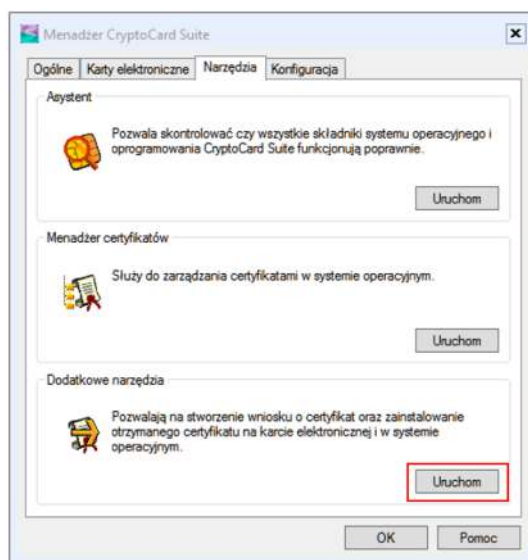 Menadżer CryptoCard Suite
Ogólne Karty elektroniczne Narzędzia Konfiguracja
Asystent
Pozwala skontrolować czy wszystkie składniki systemu operacyjnego i
oprogramowania CryptoCard Suite funkcjonują poprawnie.
Uruchom
Menadżer certyfikatów
Służy do zarządzania certyfikatami w systemie operacyjnym.
Uruchom
Dodatkowe narzędzia
Pozwalają na stworzenie wniosku o certyfikat oraz zainstalowanie
otrzymanego certyfikatu na karcie elektronicznej i w systemie
operacyjnym.
Uruchom
OK Pomoc